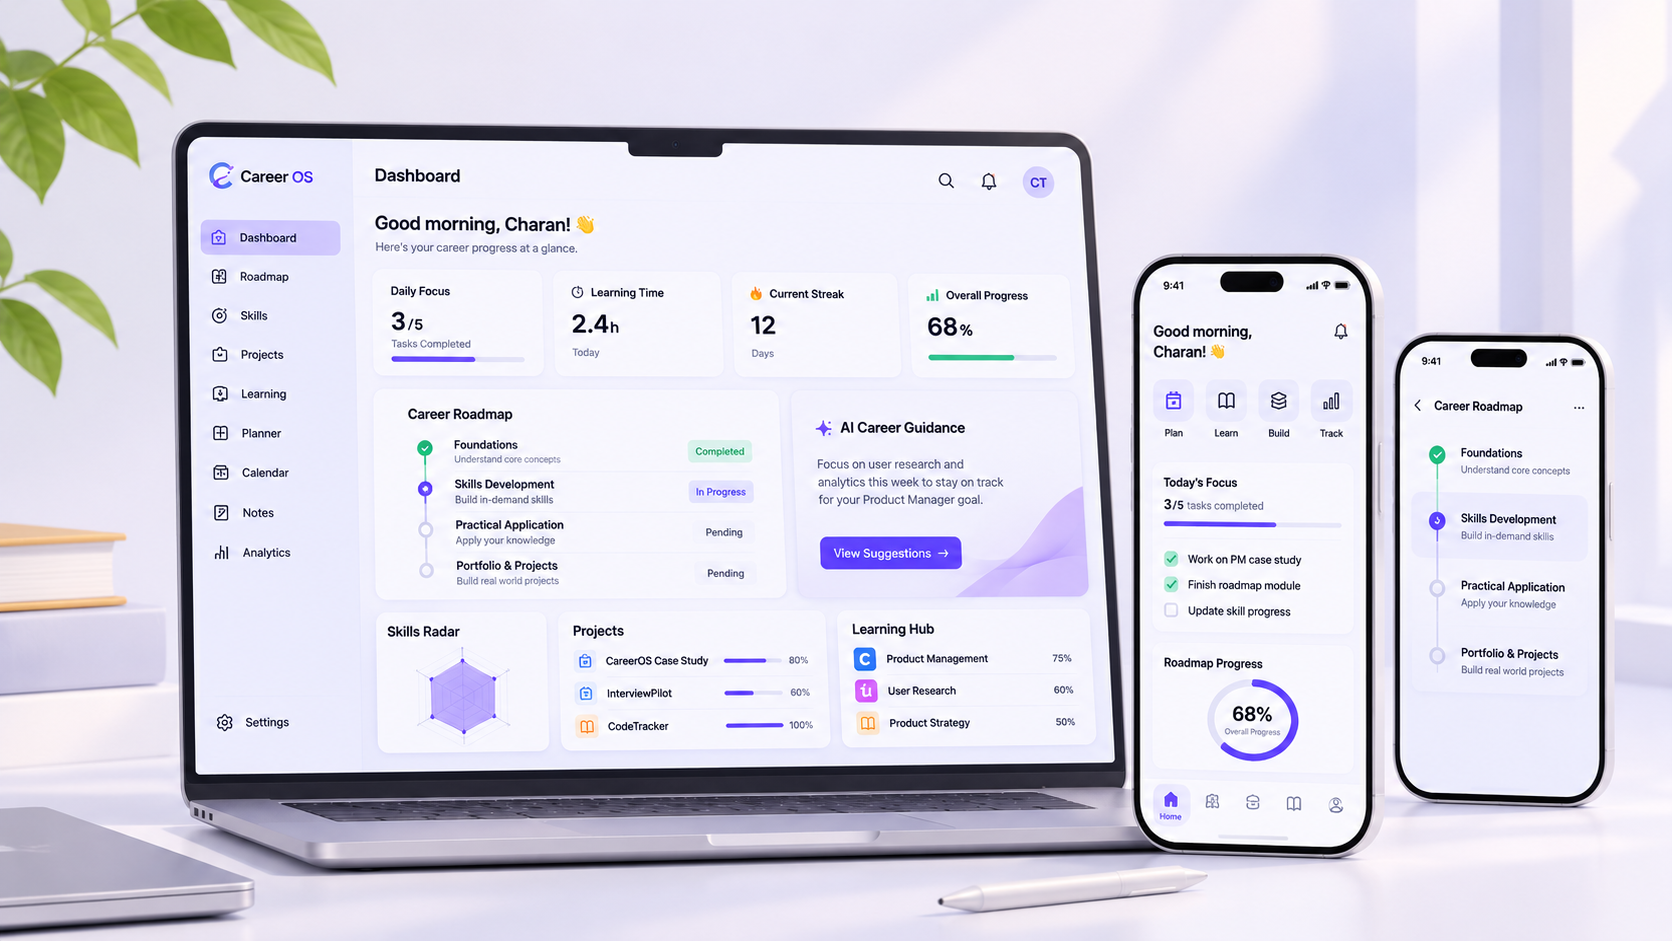 Career OS
Dashboard
Roadmap
Skills
Projects
Learning
Planner
Calendar
Notes
Analytics
Settings
Dashboard
CT
Good morning, Charan! 👋
Here's your career progress at a glance.
Daily Focus
3/5
Tasks Completed
Learning Time
2.4h
Today
Current Streak
12
Days
Overall Progress
68%
Career Roadmap
Foundations
Understand core concepts
Completed
Skills Development
Build in-demand skills
In Progress
Practical Application
Apply your knowledge
Pending
Portfolio & Projects
Build real world projects
Pending
AI Career Guidance
Focus on user research and
analytics this week to stay on track
for your Product Manager goal.
View Suggestions →
Skills Radar
Projects
CareerOS Case Study 80%
InterviewPilot 60%
CodeTracker 100%
Learning Hub
C Product Management 75%
u User Research 60%
Product Strategy 50%
9:41
Good morning,
Charan! 👋
Plan Learn Build Track
Today's Focus
3/5 tasks completed
Work on PM case study
Finish roadmap module
Update skill progress
Roadmap Progress
68%
Overall Progress
Home
9:41
Career Roadmap
Foundations
Understand core concepts
Skills Development
Build in-demand skills
Practical Application
Apply your knowledge
Portfolio & Projects
Build real world projects